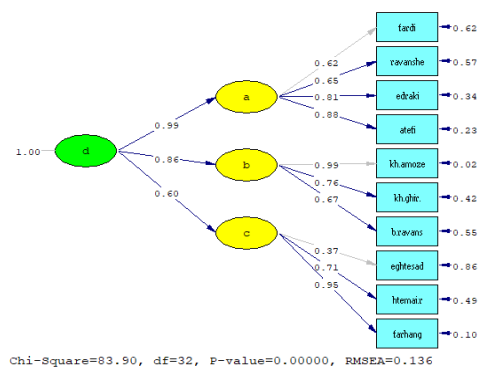 fardi
0.62
0.62
ravanshe
0.57
0.65
a
edraki
0.34
0.81
atefi
0.23
0.88
0.99
1.00
d
0.86
b
kh.amoze
0.02
0.99
kh.ghir.
0.42
0.76
b.ravans
0.55
0.67
0.60
c
eghtesad
0.86
0.37
htemair
0.49
0.71
farhang
0.10
0.95
Chi-Square=83.90, df=32, P-value=0.00000, RMSEA=0.136